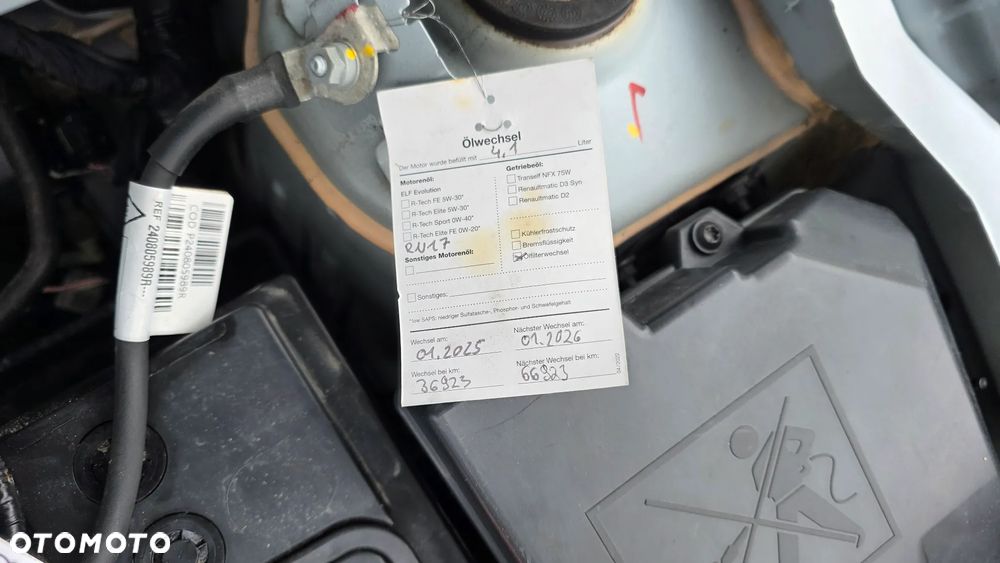 Ölwechsel
Der Motor wurde befüllt mit 4,1 Liter
Motorenöl:
ELF Evolution
R-Tech FE 5W-30*
R-Tech Elite 5W-30*
R-Tech Sport 0W-40*
R-Tech Elite FE 0W-20*
RN17
Sonstiges Motorenöl:
Getriebeöl:
Tranself NFX 75W
Renaultmatic D3 Syn
Renaultmatic D2
Kühlerfrostschutz
Bremsflüssigkeit
Ölfilterwechsel
Sonstiges:
*low SAPS: niedriger Sulfatasche-, Phosphor- und Schwefelgehalt
Wechsel am:
01.2025
Nächster Wechsel am:
01.2026
Wechsel bei km:
36923
Nächster Wechsel bei km:
66923
COD P240805989R
REF 240805989R--
OTOMOTO